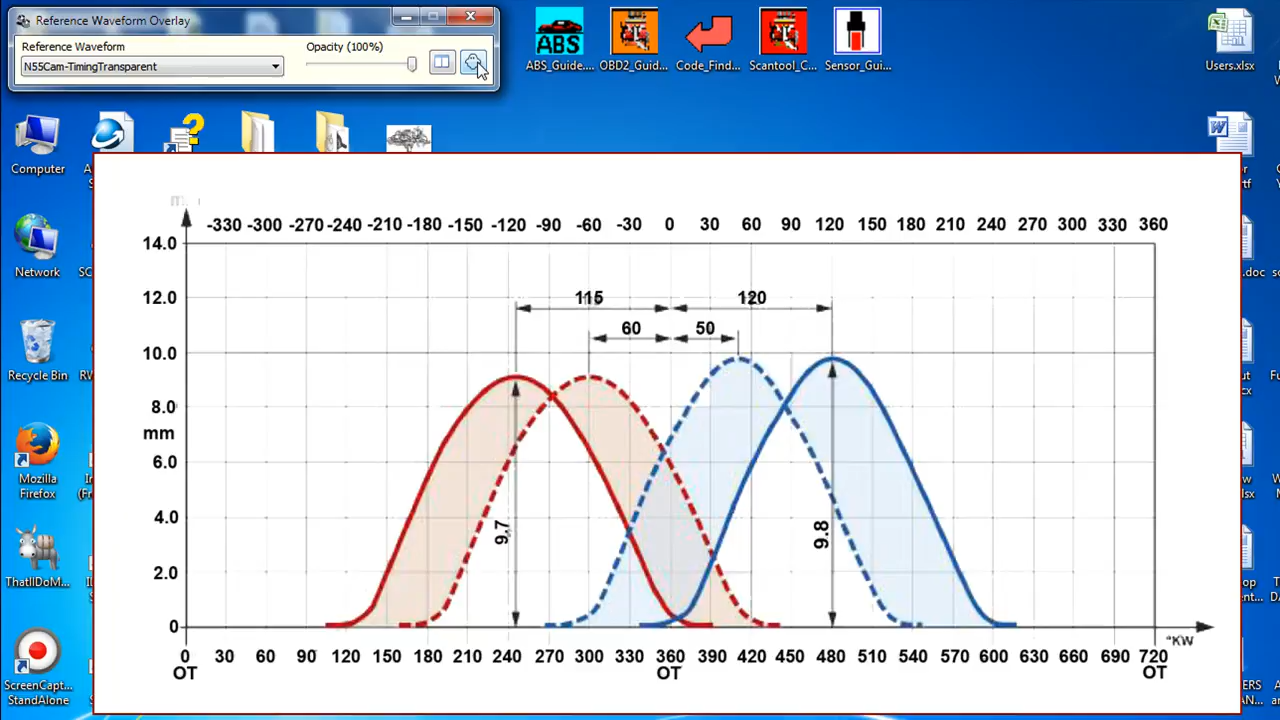 Reference Waveform Overlay
Reference Waveform
Opacity (100%)
N55Cam-TimingTransparent
ABS
ABS_Guide....
OBD2_Guid...
Code_Find...
Scantool_C...
Sensor_Gui...
Users.xlsx
Computer
Network
Recycle Bin
Mozilla
Firefox
ThatIlDoM...
ScreenCapt...
StandAlone
-330 -300 -270 -240 -210 -180 -150 -120 -90 -60 -30 0 30 60 90 120 150 180 210 240 270 300 330 360
14.0
12.0
115
120
60
50
10.0
8.0
mm
6.0
4.0
9.7
9.8
2.0
0
°KW
0 30 60 90 120 150 180 210 240 270 300 330 360 390 420 450 480 510 540 570 600 630 660 690 720
OT
OT
OT
.doc